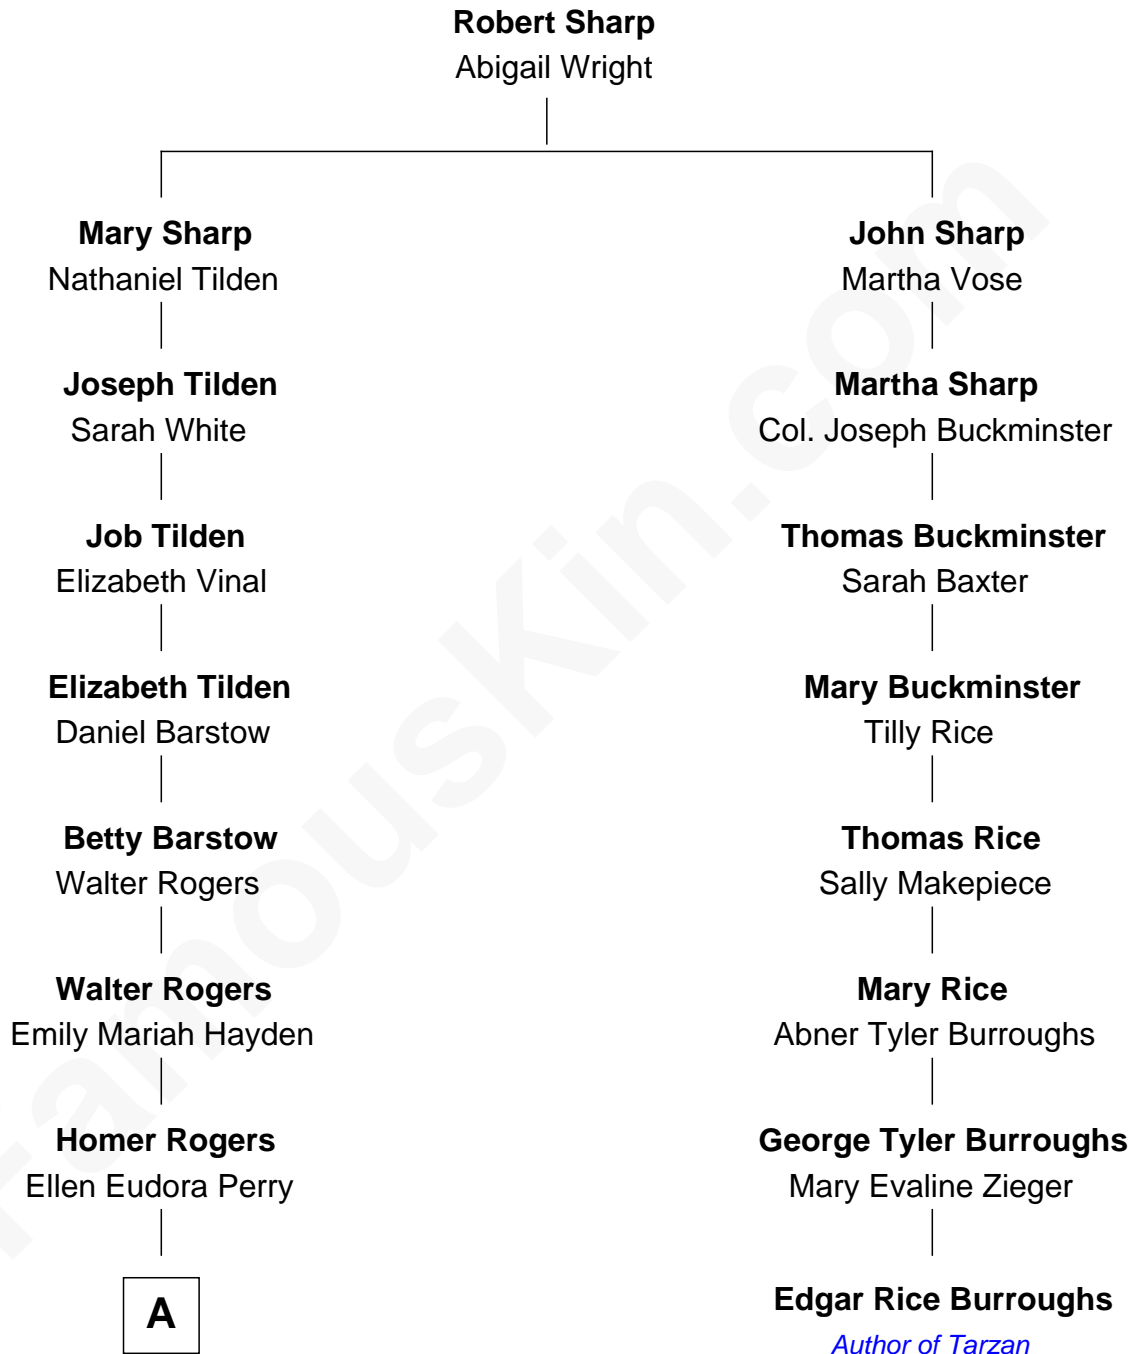 Robert Sharp
Abigail Wright
Mary Sharp
Nathaniel Tilden
John Sharp
Martha Vose
Joseph Tilden
Sarah White
Martha Sharp
Col. Joseph Buckminster
Job Tilden
Elizabeth Vinal
Thomas Buckminster
Sarah Baxter
Elizabeth Tilden
Daniel Barstow
Mary Buckminster
Tilly Rice
Betty Barstow
Walter Rogers
Thomas Rice
Sally Makepiece
Walter Rogers
Emily Mariah Hayden
Mary Rice
Abner Tyler Burroughs
Homer Rogers
Ellen Eudora Perry
George Tyler Burroughs
Mary Evaline Zieger
A
Edgar Rice Burroughs
Author of Tarzan
FamousKin.com